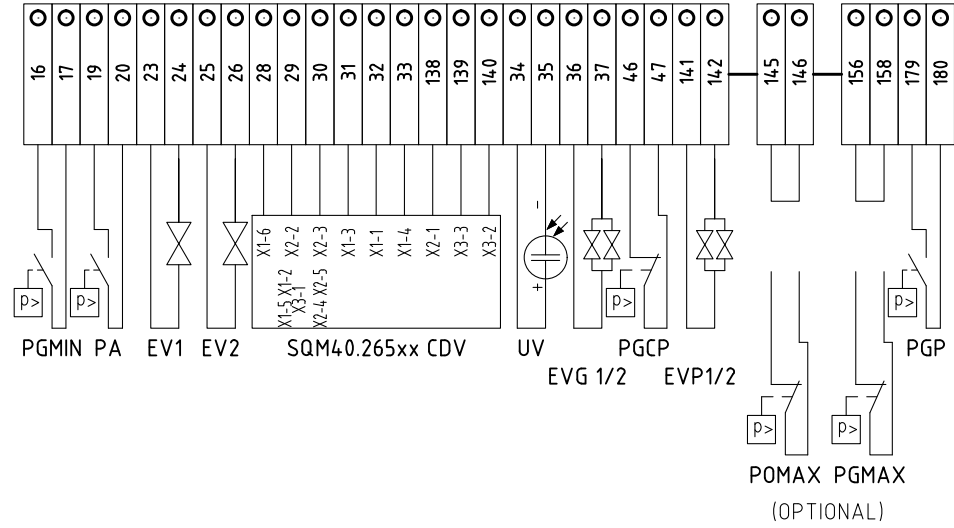 16 17 19 20 23 24 25 26 28 29 30 31 32 33 138 139 140 34 35 36 37 46 47 141 142 145 146 156 158 179 180
X1-6 X2-2 X2-3 X1-3 X1-1 X1-4 X2-1 X3-3 X3-2
X1-5 X1-2
X3-1
X2-4 X2-5
- +
p> p> p> p>
PGMIN PA EV1 EV2 SQM40.265xx CDV UV PGCP PGP
EVG 1/2 EVP1/2
p> p>
POMAX PGMAX
(OPTIONAL)